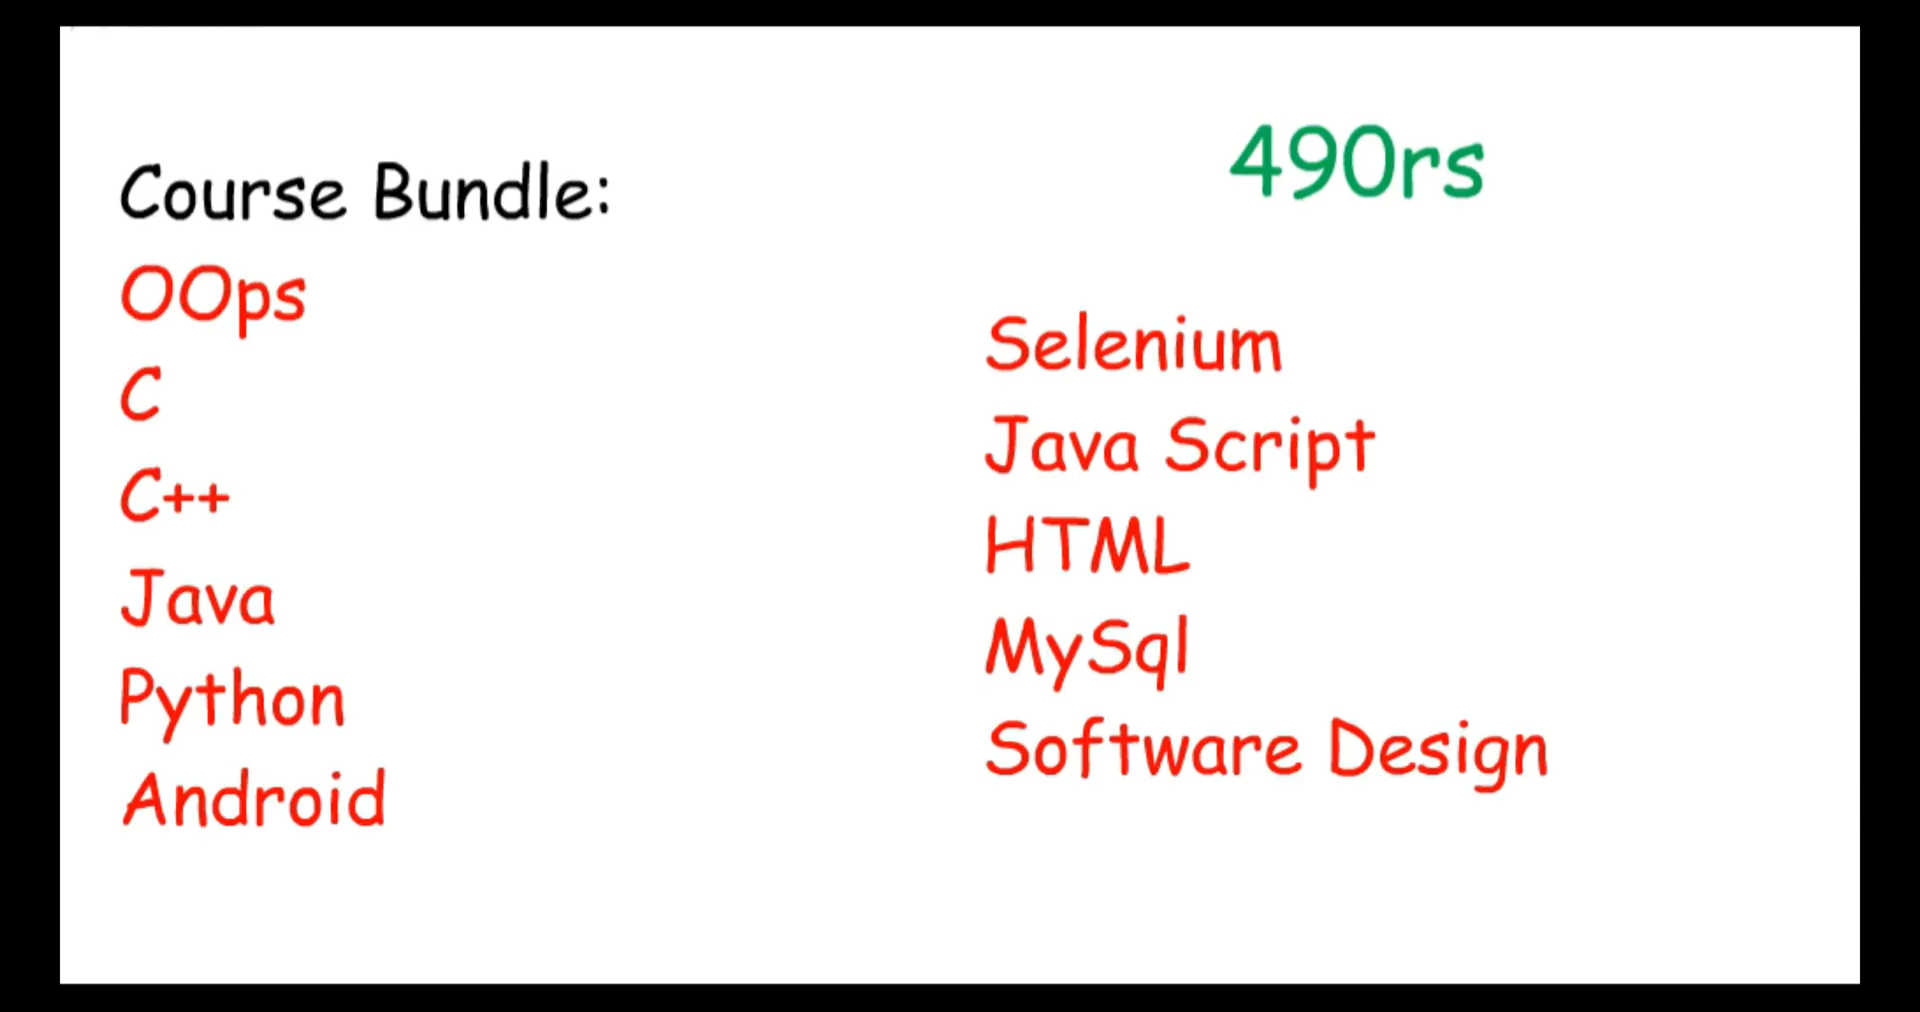 490rs
Course Bundle:
OOps
C
C++
Java
Python
Android
Selenium
Java Script
HTML
MySql
Software Design